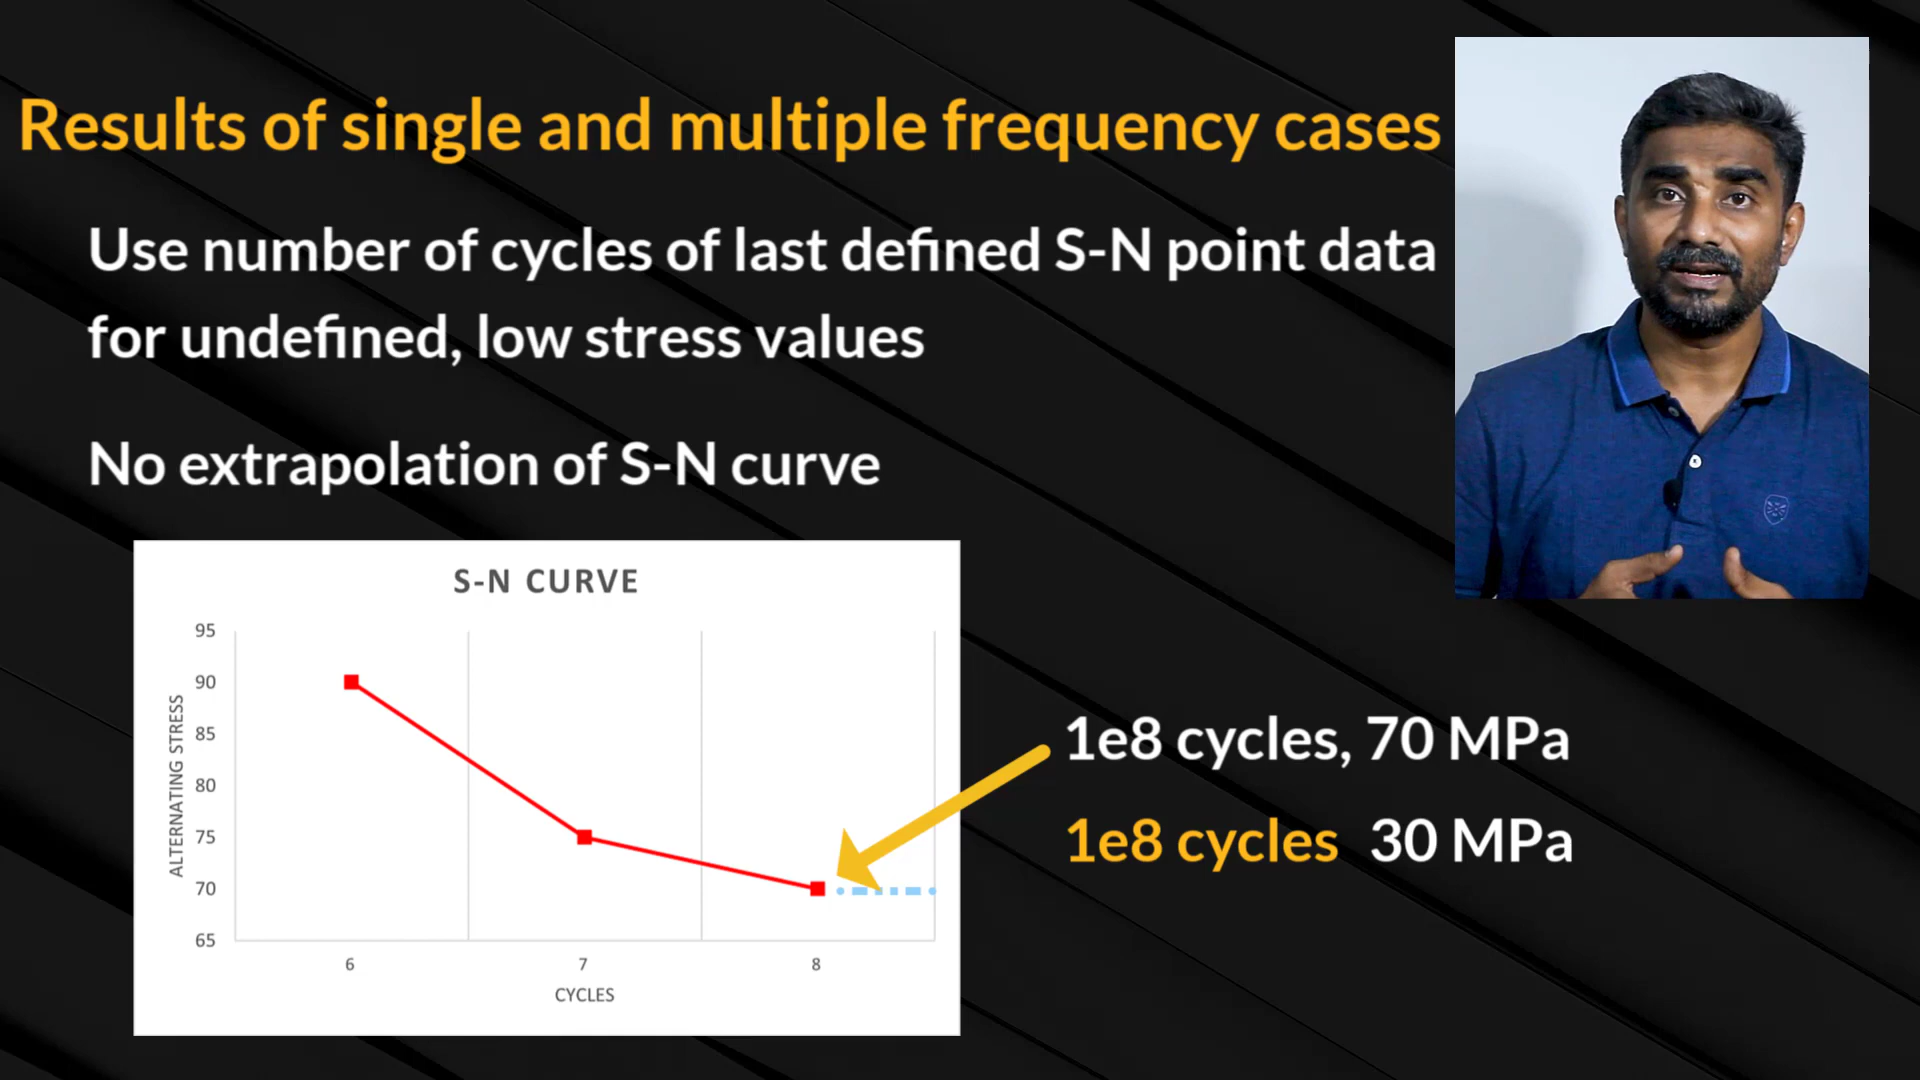 Results of single and multiple frequency cases
Use number of cycles of last defined S-N point data
for undefined, low stress values
No extrapolation of S-N curve
S-N CURVE
95
90
85
80
75
70
65
ALTERNATING STRESS
6 7 8
CYCLES
1e8 cycles, 70 MPa
1e8 cycles 30 MPa